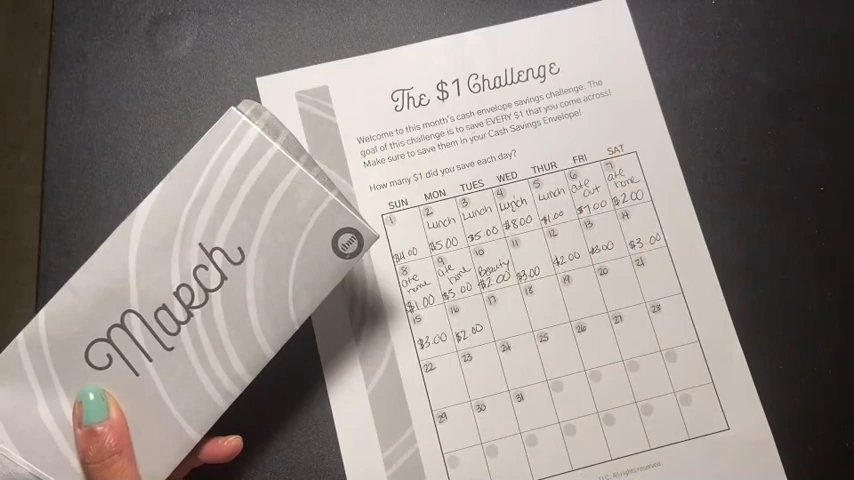 The $1 Challenge
Welcome to this month's cash envelope savings challenge. The
goal of this challenge is to save EVERY $1 that you come across!
Make sure to save them in your Cash Savings Envelope!
How many $1 did you save each day?
SUN MON TUES WED THUR FRI SAT
1 2 3 4 5 6 7
Lunch Lunch Lunch Lunch ate out ate home
$4.00 $5.00 $5.00 $8.00 $1.00 $7.00 $2.00
8 9 10 11 12 13 14
ate home ate home Beauty
$1.00 $5.00 $2.00 $3.00 $2.00 $3.00 $3.00
15 16 17 18 19 20 21
$3.00 $2.00
22 23 24 25 26 27 28
29 30 31
LLC. All rights reserved.
March